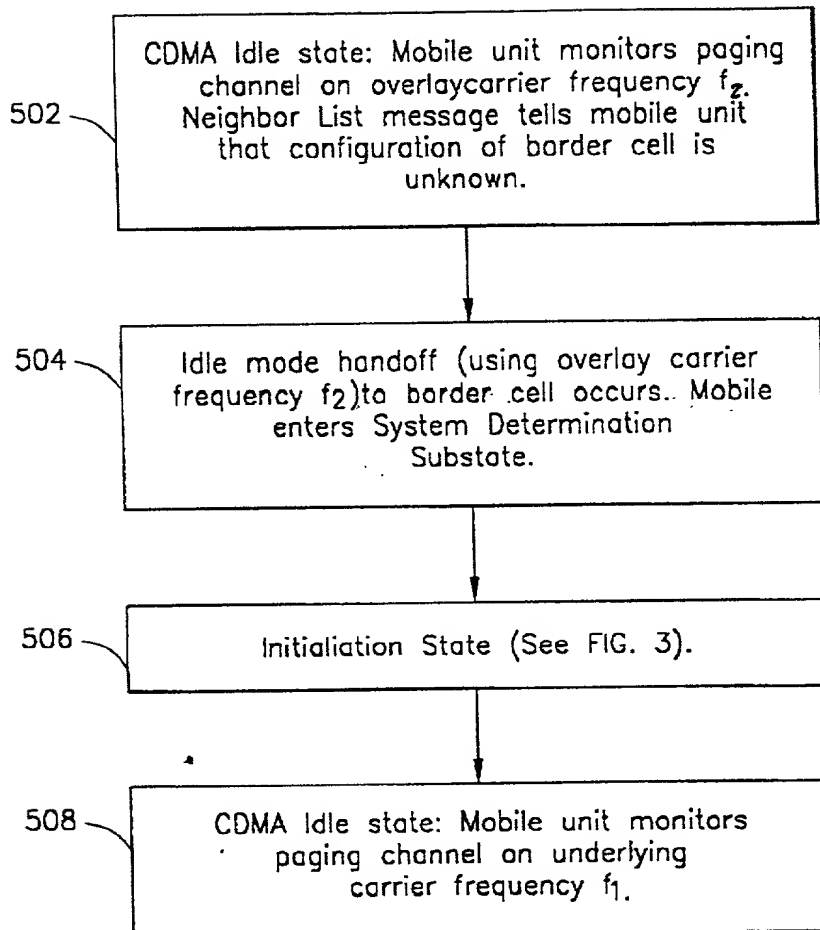 502
CDMA Idle state: Mobile unit monitors paging
channel on overlaycarrier frequency f2.
Neighbor List message tells mobile unit
that configuration of border cell is
unknown.
504
Idle mode handoff (using overlay carrier
frequency f2)to border cell occurs.. Mobile
enters System Determination
Substate.
506
Initialiation State (See FIG. 3).
508
CDMA Idle state: Mobile unit monitors
paging channel on underlying
carrier frequency f1.